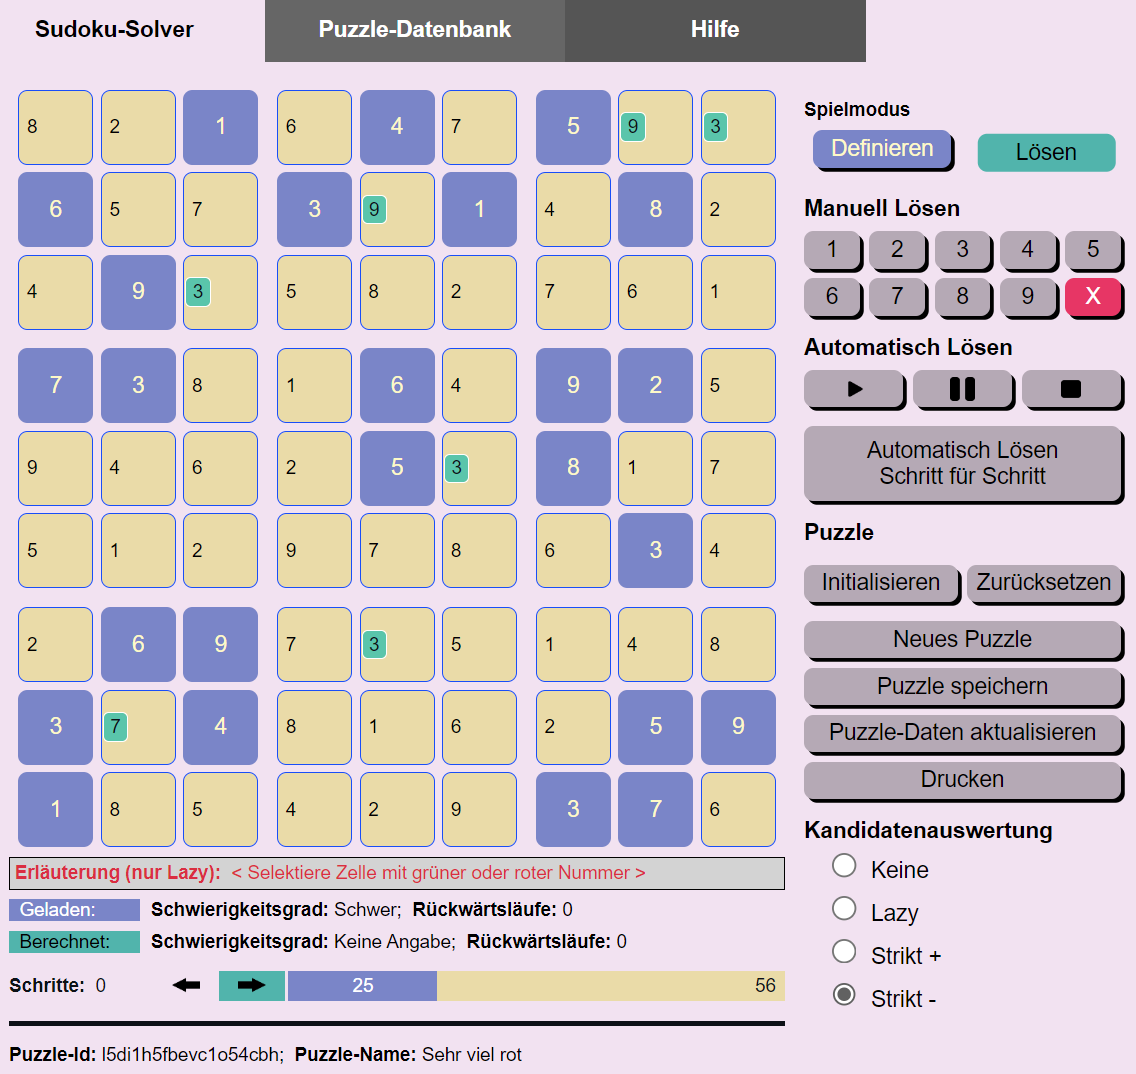 Sudoku-Solver Puzzle-Datenbank Hilfe
8 2 1 6 4 7 5 9 3
6 5 7 3 9 1 4 8 2
4 9 3 5 8 2 7 6 1
7 3 8 1 6 4 9 2 5
9 4 6 2 5 3 8 1 7
5 1 2 9 7 8 6 3 4
2 6 9 7 3 5 1 4 8
3 7 4 8 1 6 2 5 9
1 8 5 4 2 9 3 7 6
Erläuterung (nur Lazy): < Selektiere Zelle mit grüner oder roter Nummer >
Geladen: Schwierigkeitsgrad: Schwer; Rückwärtsläufe: 0
Berechnet: Schwierigkeitsgrad: Keine Angabe; Rückwärtsläufe: 0
Schritte: 0 25 56
Puzzle-Id: l5di1h5fbevc1o54cbh; Puzzle-Name: Sehr viel rot
Spielmodus
Definieren Lösen
Manuell Lösen
1 2 3 4 5
6 7 8 9 X
Automatisch Lösen
Automatisch Lösen
Schritt für Schritt
Puzzle
Initialisieren Zurücksetzen
Neues Puzzle
Puzzle speichern
Puzzle-Daten aktualisieren
Drucken
Kandidatenauswertung
Keine
Lazy
Strikt +
Strikt -